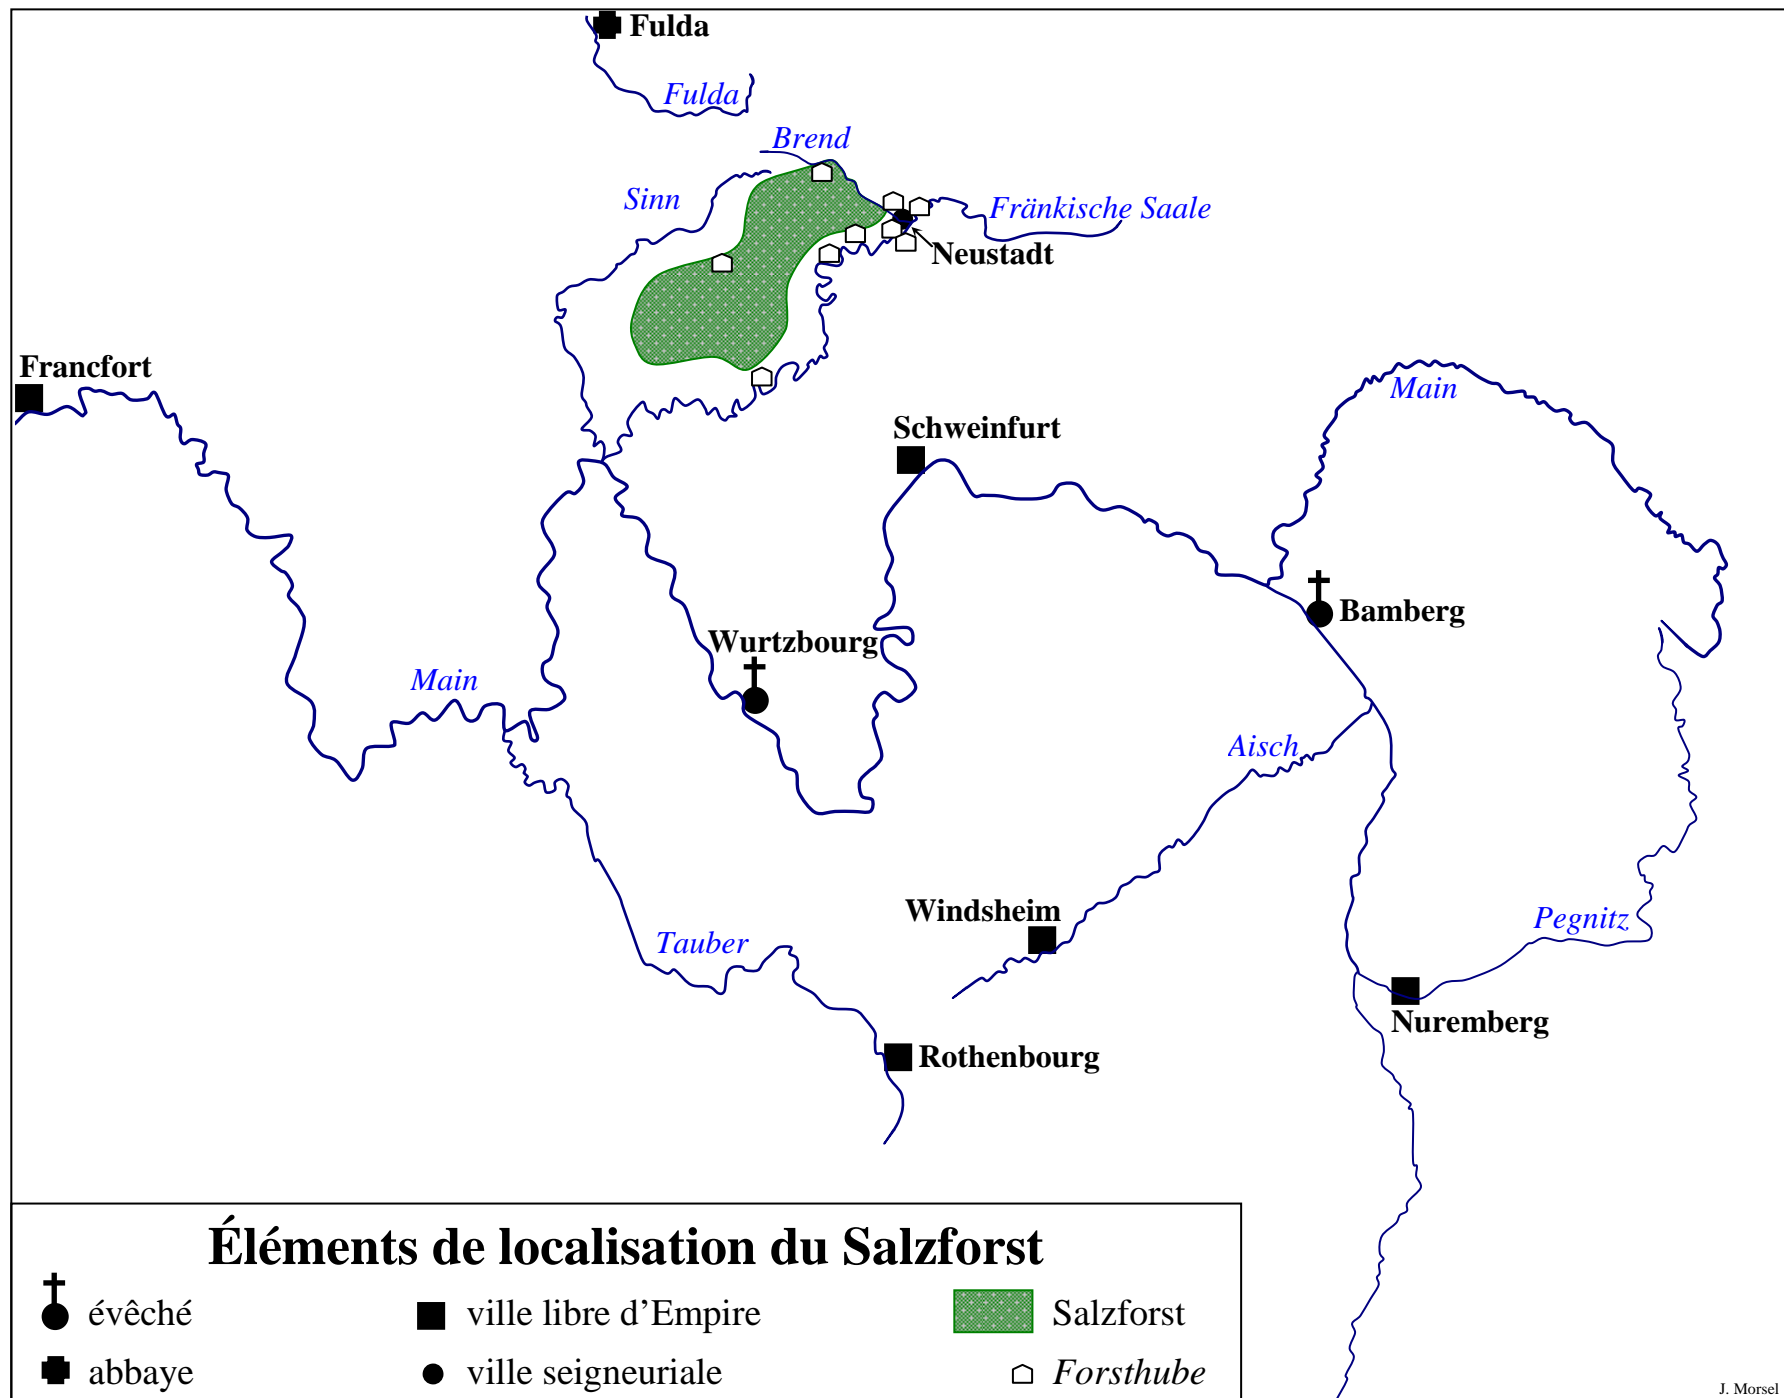 Fulda
Fulda
Brend
Sinn
Fränkische Saale
Neustadt
Francfort
Main
Schweinfurt
Bamberg
Wurtzbourg
Main
Aisch
Windsheim
Pegnitz
Tauber
Nuremberg
Rothenbourg
Éléments de localisation du Salzforst
évêché
ville libre d’Empire
Salzforst
abbaye
ville seigneuriale
Forsthube
J. Morsel